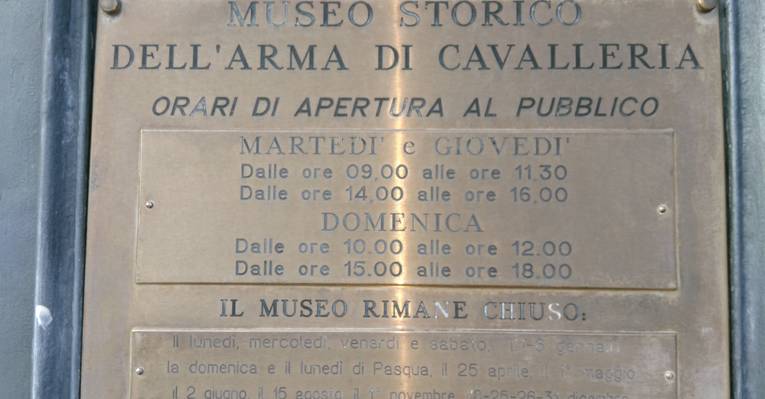 MUSEO STORICO
DELL'ARMA DI CAVALLERIA
ORARI DI APERTURA AL PUBBLICO
MARTEDI' e GIOVEDI'
Dalle ore 09,00 alle ore 11.30
Dalle ore 14,00 alle ore 16.00
DOMENICA
Dalle ore 10.00 alle ore 12.00
Dalle ore 15.00 alle ore 18.00
IL MUSEO RIMANE CHIUSO:
Il lunedì, mercoledì, venerdì e sabato,
la domenica e il lunedì di Pasqua, il 25 aprile, il 1° maggio
il 2 giugno, il 15 agosto, il 1° novembre, dicembre